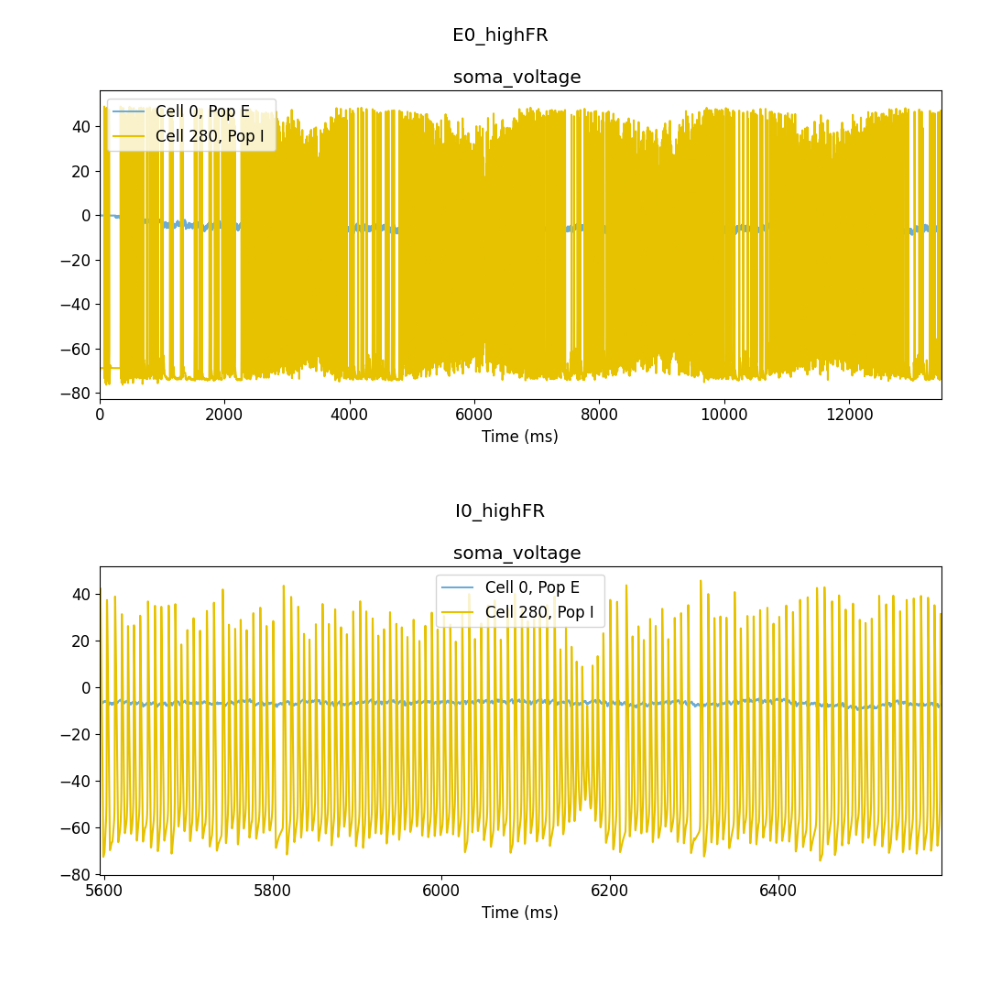 E0_highFR
soma_voltage
Cell 0, Pop E
Cell 280, Pop I
40
20
0
−20
−40
−60
−80
0 2000 4000 6000 8000 10000 12000
Time (ms)
I0_highFR
soma_voltage
Cell 0, Pop E
Cell 280, Pop I
40
20
0
−20
−40
−60
−80
5600 5800 6000 6200 6400
Time (ms)